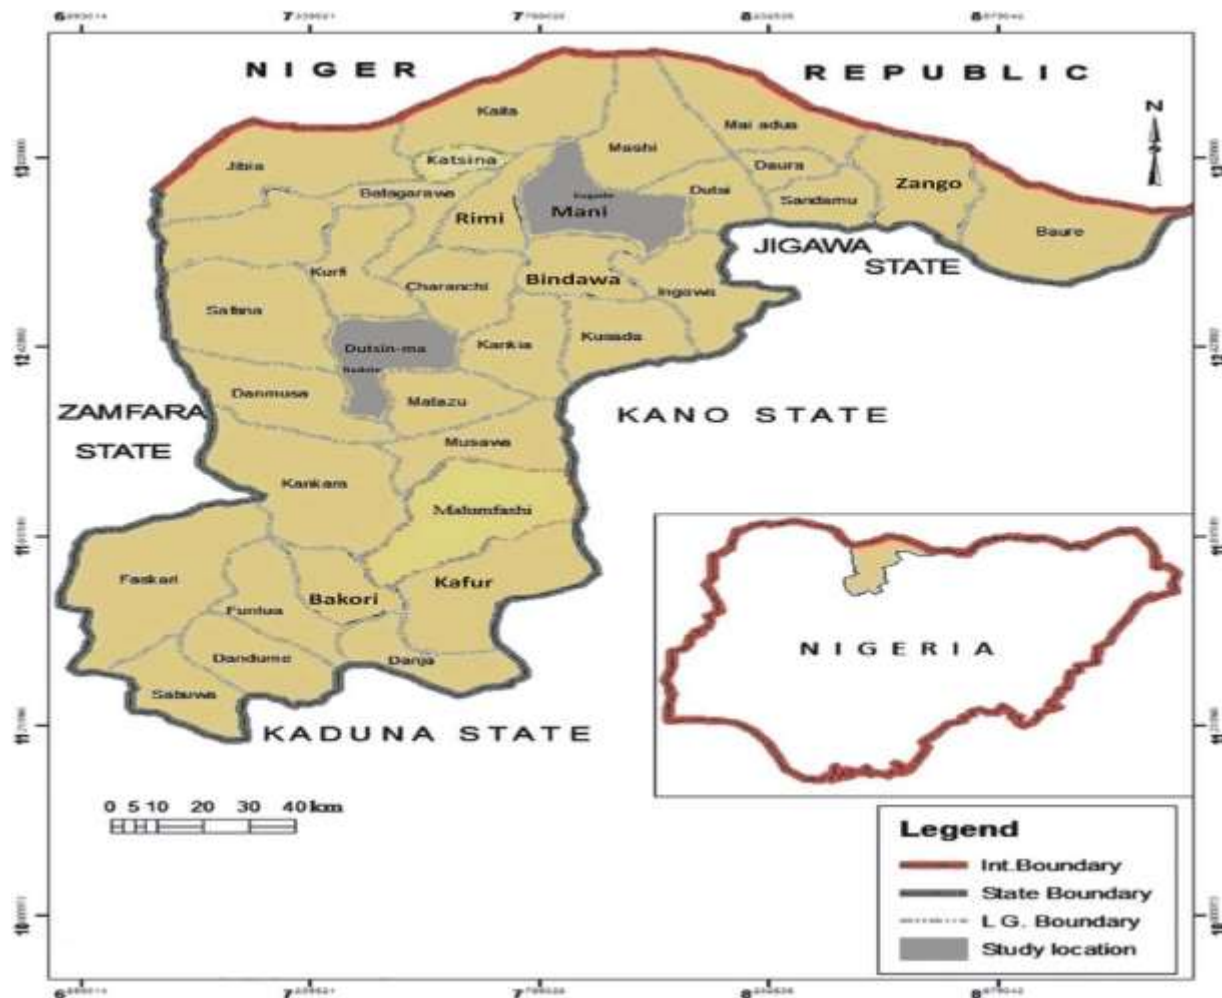 NIGER REPUBLIC
N
Kaita
Mai adua
Mashi
Katsina
Jibia
Daura
Batagarawa
Dutsi
Zango
Sandamu
Mani
Rimi
Baure
JIGAWA
STATE
Kurfi
Bindawa
Charanchi
Ingawa
Safana
Kusada
Kankia
Dutsin-ma
Danmusa
Matazu
ZAMFARA
STATE
KANO STATE
Musawa
Kankara
Malumfashi
Faskari
Kafur
Bakori
Funtua
Dandume
Danja
Sabuwa
KADUNA STATE
NIGERIA
0 5 10 20 30 40 km
Legend
Int.Boundary
State Boundary
L G. Boundary
Study location